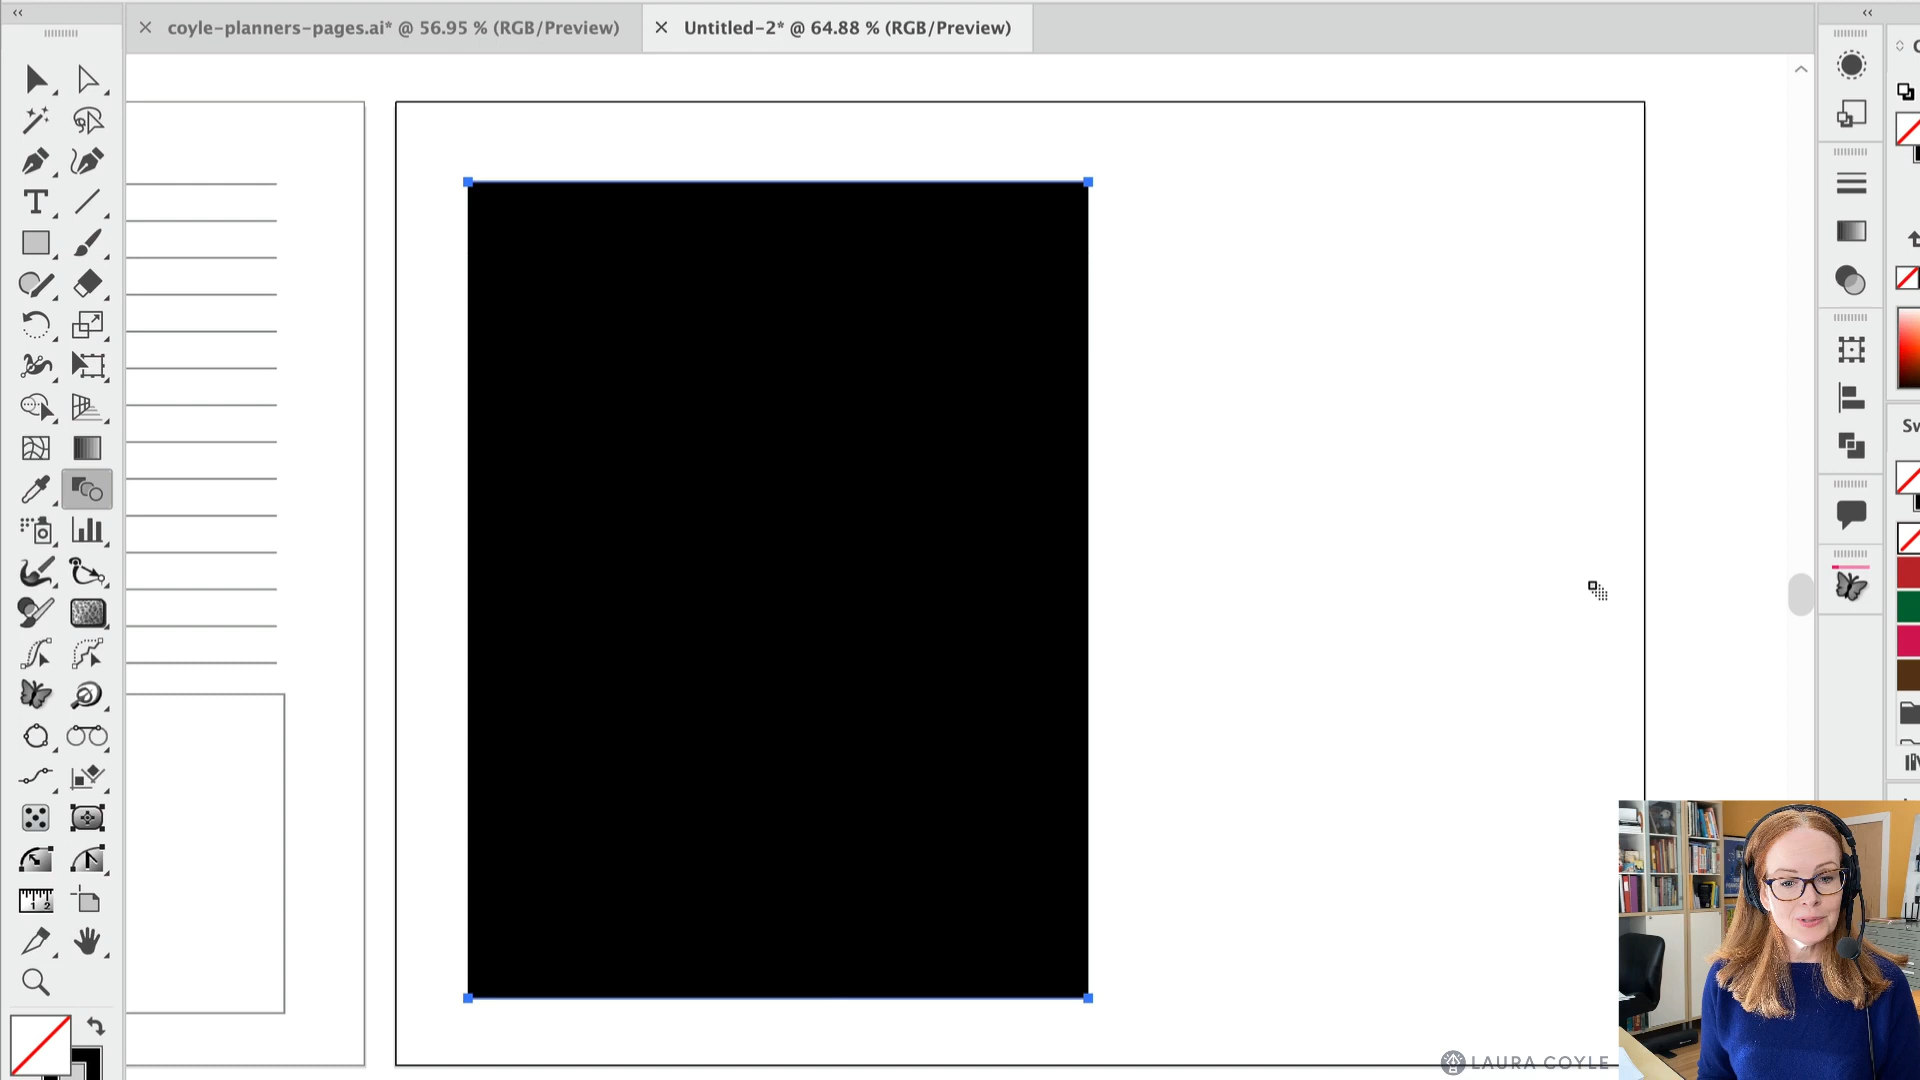 coyle-planners-pages.ai* @ 56.95 % (RGB/Preview)
Untitled-2* @ 64.88 % (RGB/Preview)
LAURA COYLE